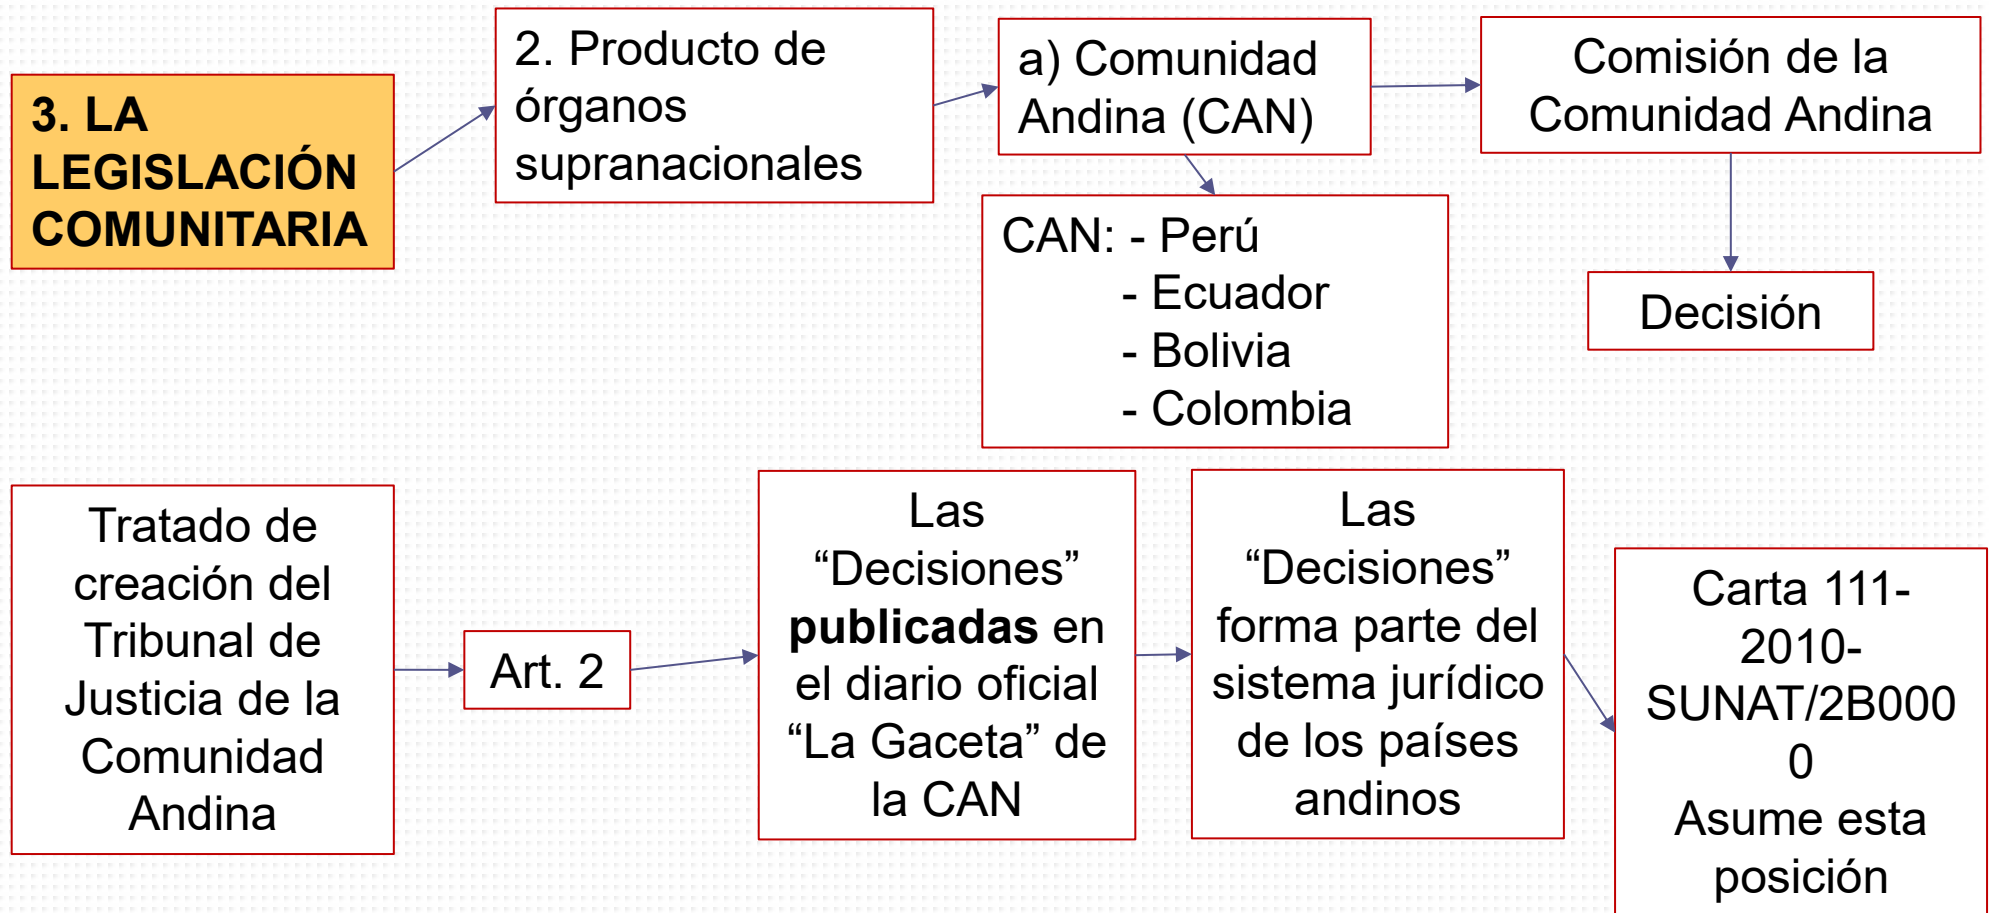 3. LA
LEGISLACIÓN
COMUNITARIA
2. Producto de
órganos
supranacionales
a) Comunidad
Andina (CAN)
Comisión de la
Comunidad Andina
CAN: - Perú
- Ecuador
- Bolivia
- Colombia
Decisión
Tratado de
creación del
Tribunal de
Justicia de la
Comunidad
Andina
Art. 2
Las
“Decisiones”
publicadas en
el diario oficial
“La Gaceta” de
la CAN
Las
“Decisiones”
forma parte del
sistema jurídico
de los países
andinos
Carta 111-
2010-
SUNAT/2B000
0
Asume esta
posición